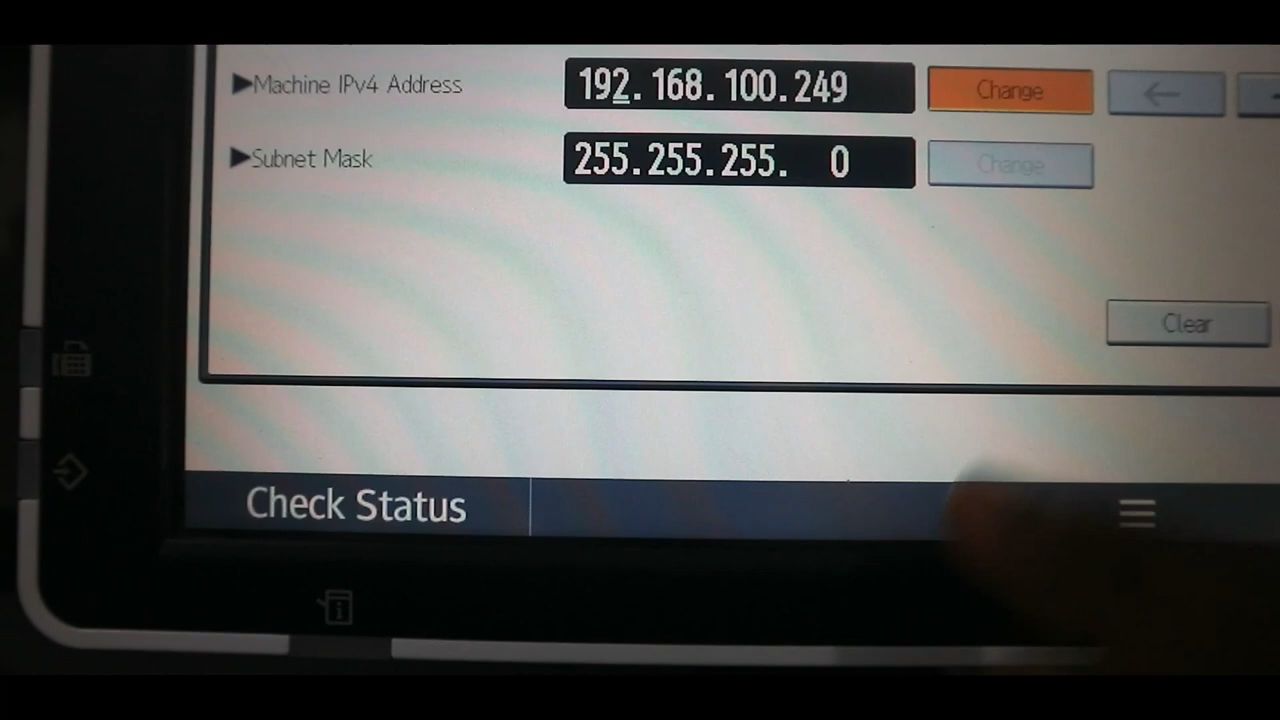 ▶Machine IPv4 Address 192.168.100.249 Change ←
▶Subnet Mask 255.255.255. 0 Change
Clear
Check Status